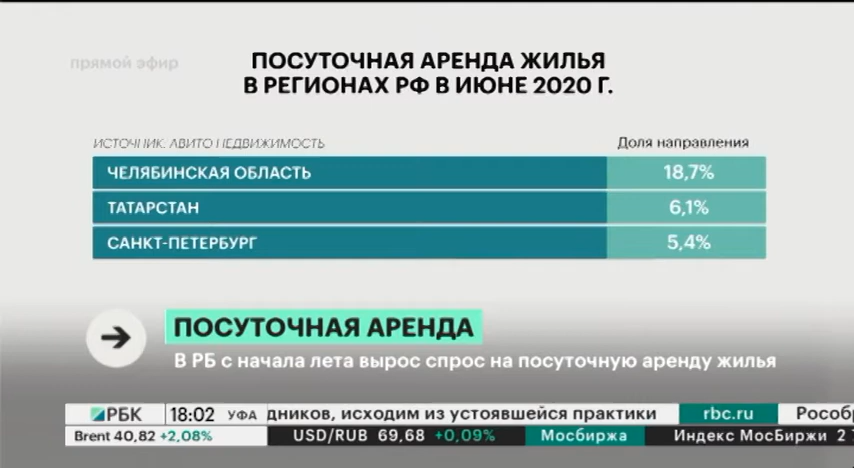 прямой эфир
ПОСУТОЧНАЯ АРЕНДА ЖИЛЬЯ
В РЕГИОНАХ РФ В ИЮНЕ 2020 Г.
ИСТОЧНИК: АВИТО НЕДВИЖИМОСТЬ
Доля направления
ЧЕЛЯБИНСКАЯ ОБЛАСТЬ 18,7%
ТАТАРСТАН 6,1%
САНКТ-ПЕТЕРБУРГ 5,4%
ПОСУТОЧНАЯ АРЕНДА
В РБ с начала лета вырос спрос на посуточную аренду жилья
РБК 18:02 УФА дников, исходим из устоявшейся практики rbc.ru Рособр
Brent 40,82 +2,08% USD/RUB 69,68 +0,09% Мосбиржа Индекс МосБиржи 2